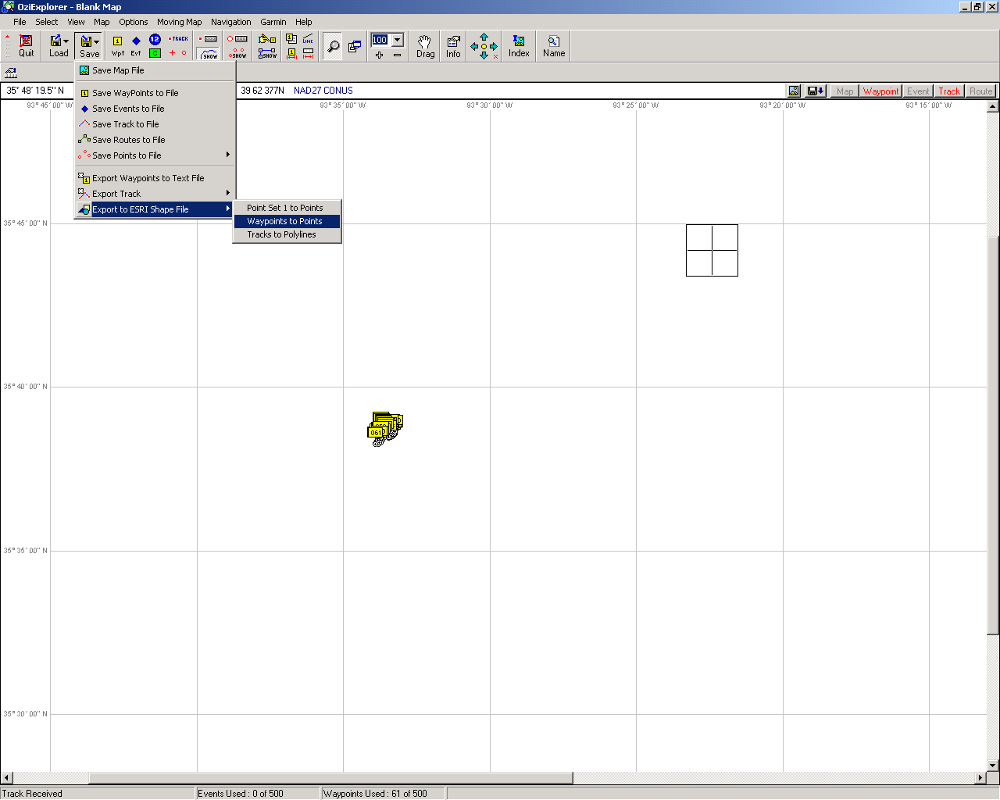 OziExplorer - Blank Map
File Select View Map Options Moving Map Navigation Garmin Help
Quit Load Save Wpt Evt 12 C TRACK SHOW SHOW SHOW LINE 100 Drag Info Index Name
35° 48´ 19.5'' N 39 62 377N NAD27 CONUS Map Waypoint Event Track Route
93° 45´ 00'' W 93° 35´ 00'' W 93° 30´ 00'' W 93° 25´ 00'' W 93° 20´ 00'' W 93° 15´ 00'' W
Save Map File
Save WayPoints to File
Save Events to File
Save Track to File
Save Routes to File
Save Points to File
Export Waypoints to Text File
Export Track
Export to ESRI Shape File
Point Set 1 to Points
Waypoints to Points
Tracks to Polylines
35° 45´ 00'' N
35° 40´ 00'' N
061
35° 35´ 00'' N
35° 30´ 00'' N
Track Received Events Used : 0 of 500 Waypoints Used : 61 of 500